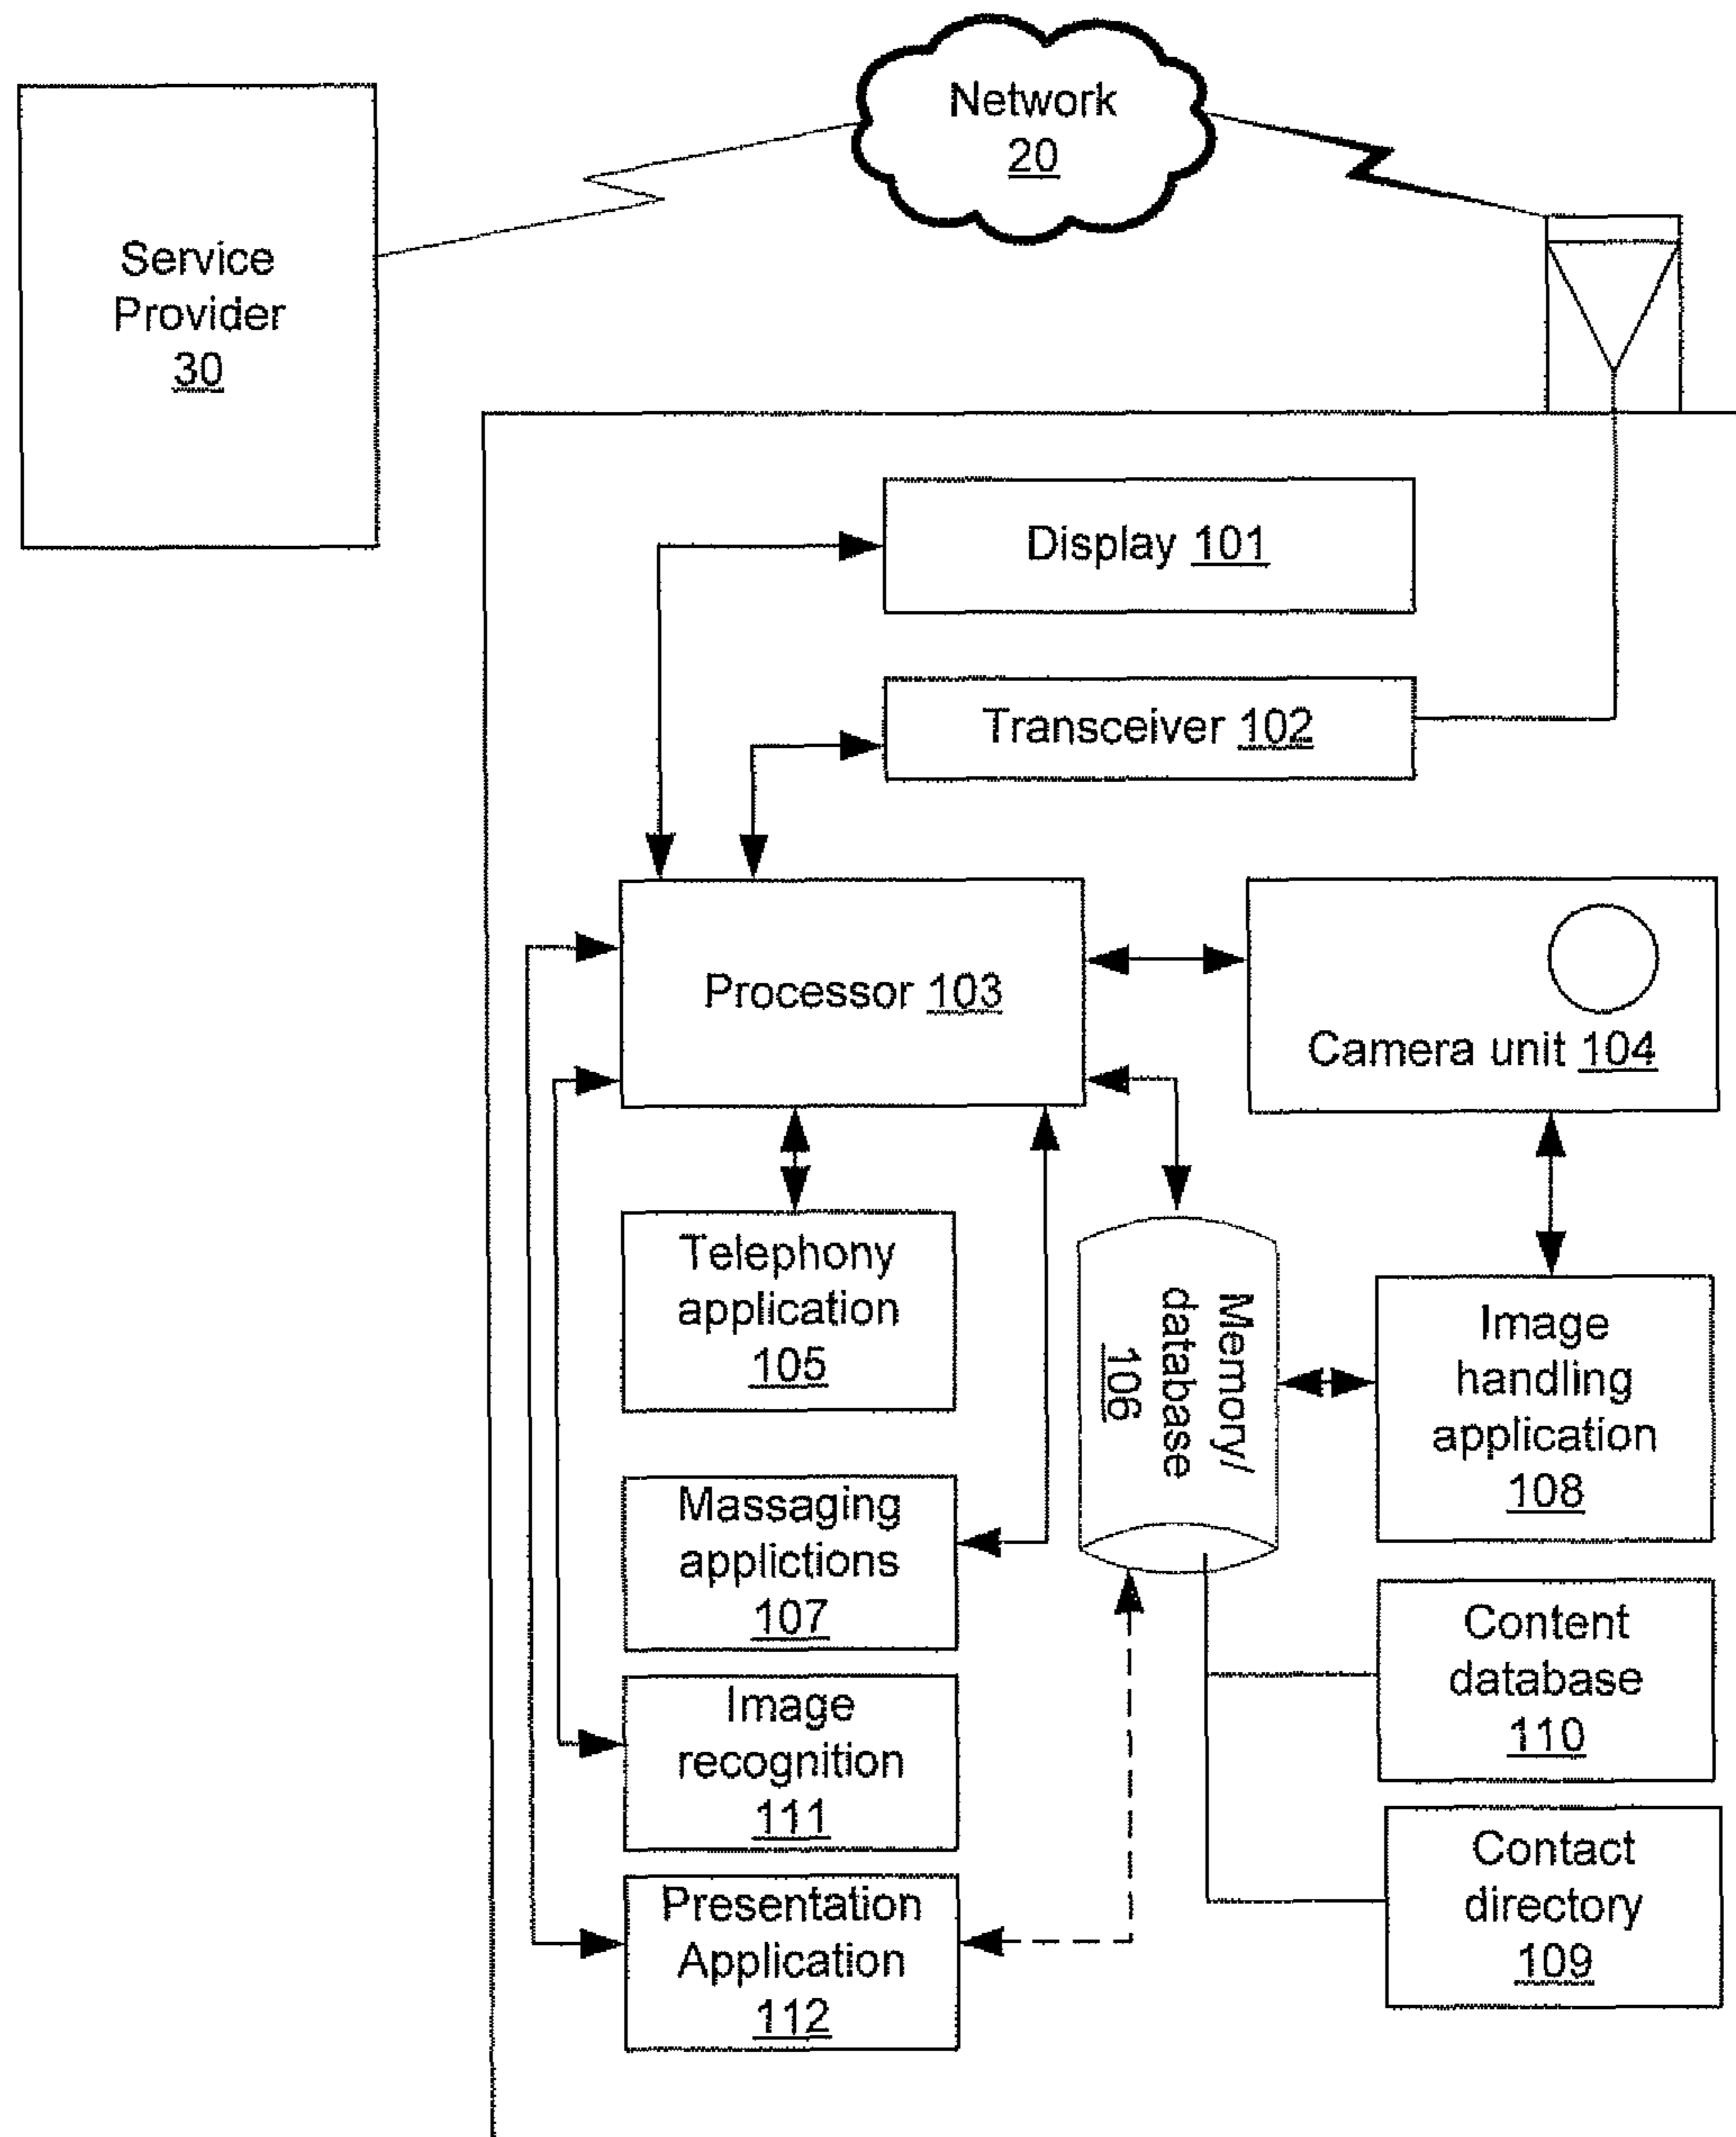 Network
20
Service
Provider
30
Display 101
Transceiver 102
Processor 103
Camera unit 104
Telephony
application
105
Memory/
database
106
Image
handling
application
108
Massaging
applictions
107
Content
database
110
Image
recognition
111
Contact
directory
109
Presentation
Application
112